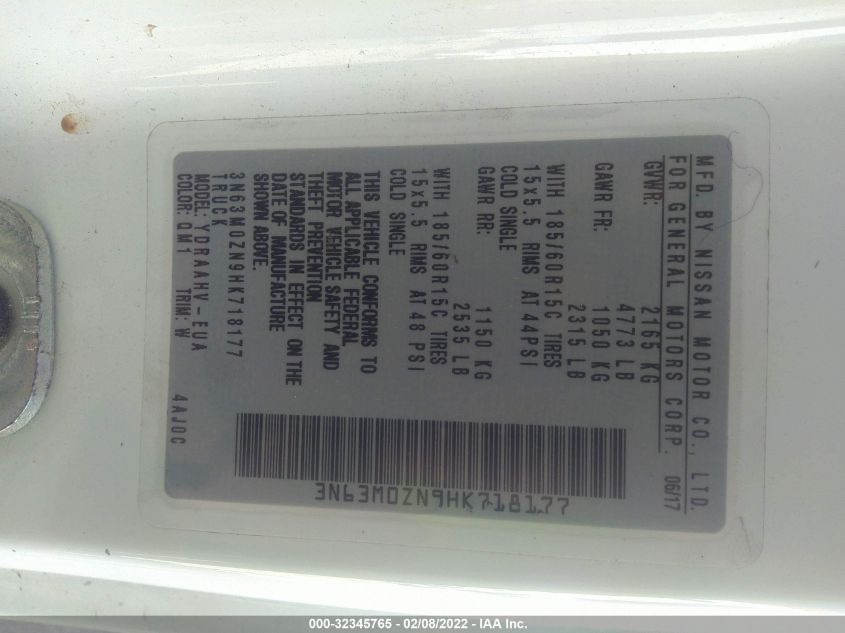 MFD. BY NISSAN MOTOR CO., LTD.
FOR GENERAL MOTORS CORP. 06/17
GVWR: 2165 KG
4773 LB
GAWR FR: 1050 KG
2315 LB
WITH 185/60R15C TIRES
15x5.5 RIMS AT 44PSI
COLD SINGLE
GAWR RR: 1150 KG
2535 LB
WITH 185/60R15C TIRES
15x5.5 RIMS AT 48 PSI
COLD SINGLE
THIS VEHICLE CONFORMS TO
ALL APPLICABLE FEDERAL
MOTOR VEHICLE SAFETY AND
THEFT PREVENTION
STANDARDS IN EFFECT ON THE
DATE OF MANUFACTURE
SHOWN ABOVE.
3N63M0ZN9HK718177
TRUCK
MODEL: YDRAAHV-EUA
COLOR: QM1 TRIM: W 4AJ0C
3N63M0ZN9HK718177
000-32345765 - 02/08/2022 - IAA Inc.